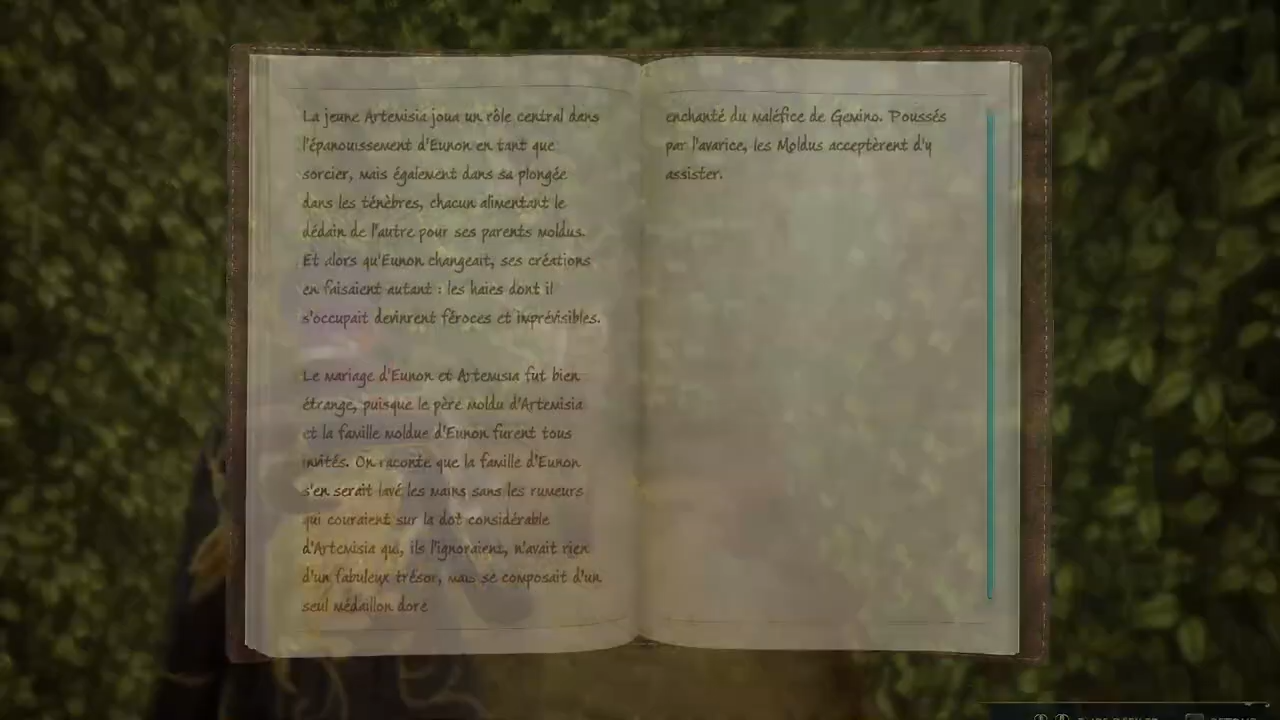 La jeune Artemisia joua un rôle central dans
l'épanouissement d'Eunon en tant que
sorcier, mais également dans sa plongée
dans les ténèbres, chacun alimentant le
dédain de l'autre pour ses parents moldus.
Et alors qu'Eunon changeait, ses créations
en faisaient autant : les haies dont il
s'occupait devinrent féroces et imprévisibles.
Le mariage d'Eunon et Artemisia fut bien
étrange, puisque le père moldu d'Artemisia
et la famille moldue d'Eunon furent tous
invités. On raconte que la famille d'Eunon
s'en serait lavé les mains sans les rumeurs
qui couraient sur la dot considérable
d'Artemisia qui, ils l'ignoraient, n'avait rien
d'un fabuleux trésor, mais se composait d'un
seul médaillon doré
enchanté du maléfice de Gemino. Poussés
par l'avarice, les Moldus acceptèrent d'y
assister.